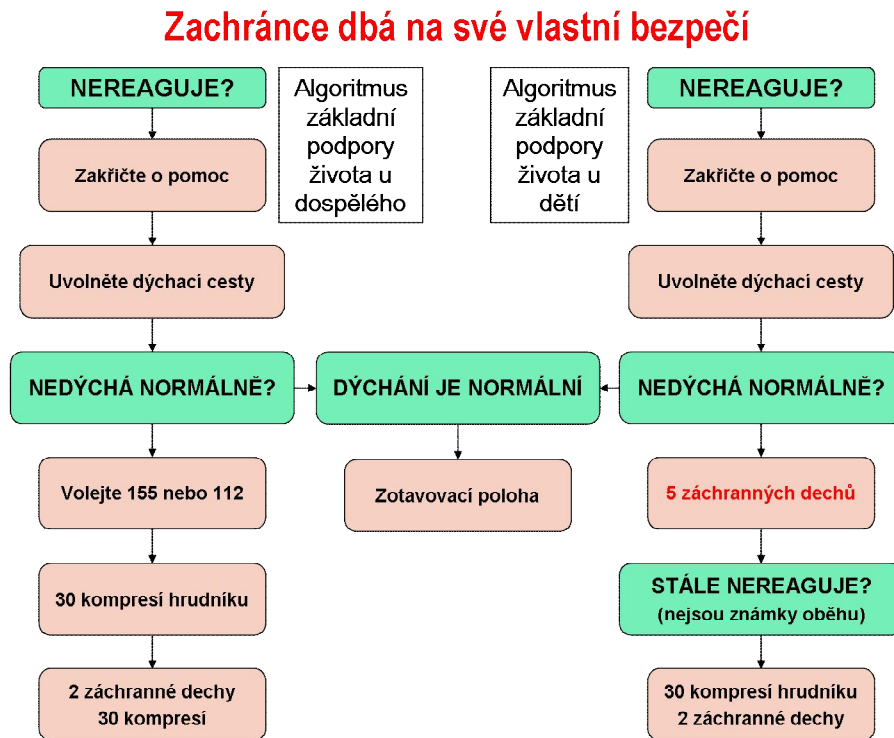 Zachránce dbá na své vlastní bezpečí
NEREAGUJE?
Algoritmus
základní
podpory
života u
dospělého
Zakřičte o pomoc
Uvolněte dýchací cesty
NEDÝCHÁ NORMÁLNĚ?
Volejte 155 nebo 112
30 kompresí hrudníku
2 záchranné dechy
30 kompresí
DÝCHÁNÍ JE NORMÁLNÍ
Zotavovací poloha
Algoritmus
základní
podpory
života u
dětí
NEREAGUJE?
Zakřičte o pomoc
Uvolněte dýchací cesty
NEDÝCHÁ NORMÁLNĚ?
5 záchranných dechů
STÁLE NEREAGUJE?
(nejsou známky oběhu)
30 kompresí hrudníku
2 záchranné dechy